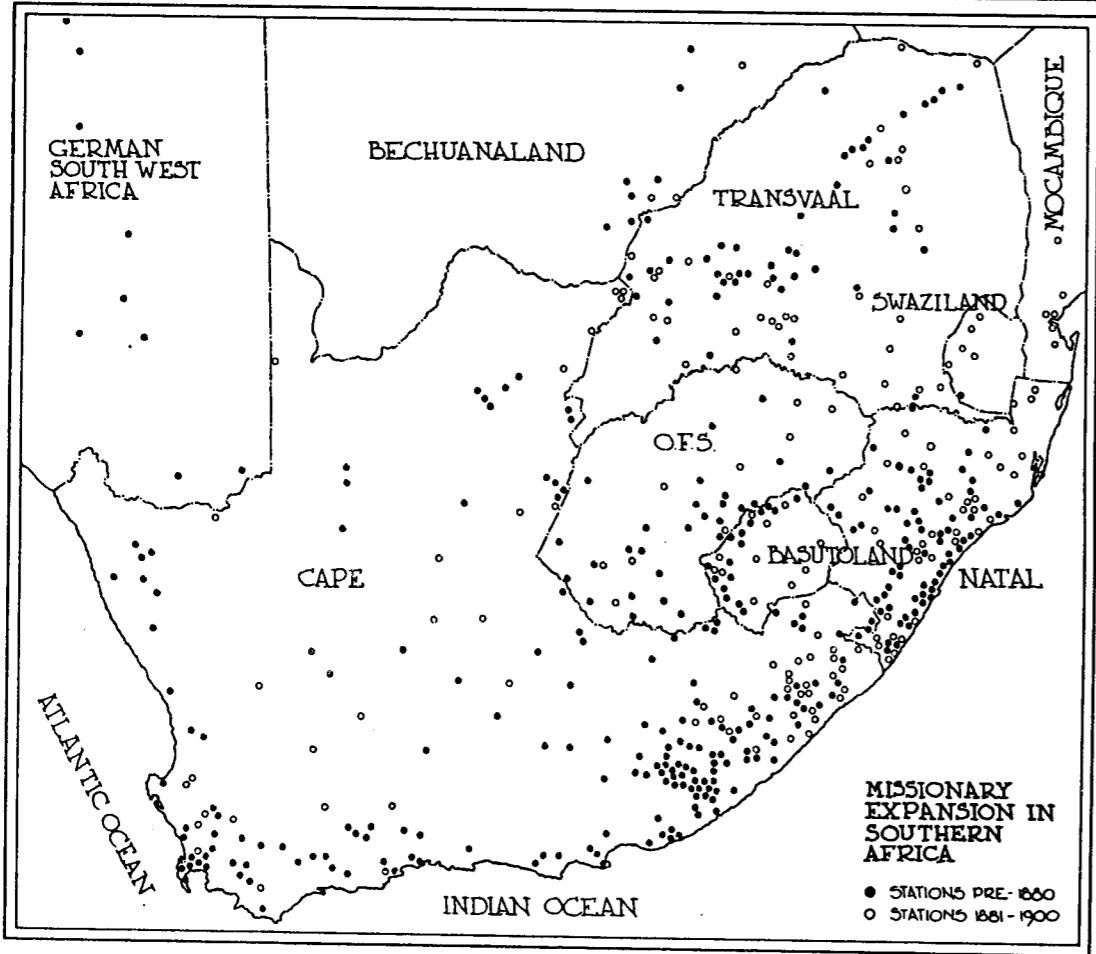 GERMAN
SOUTH WEST
AFRICA
BECHUANALAND
TRANSVAAL
MOCAMBIQUE
SWAZILAND
O.F.S.
BASUTOLAND
NATAL
CAPE
ATLANTIC OCEAN
INDIAN OCEAN
MISSIONARY
EXPANSION IN
SOUTHERN
AFRICA
● STATIONS PRE-1880
○ STATIONS 1881-1900